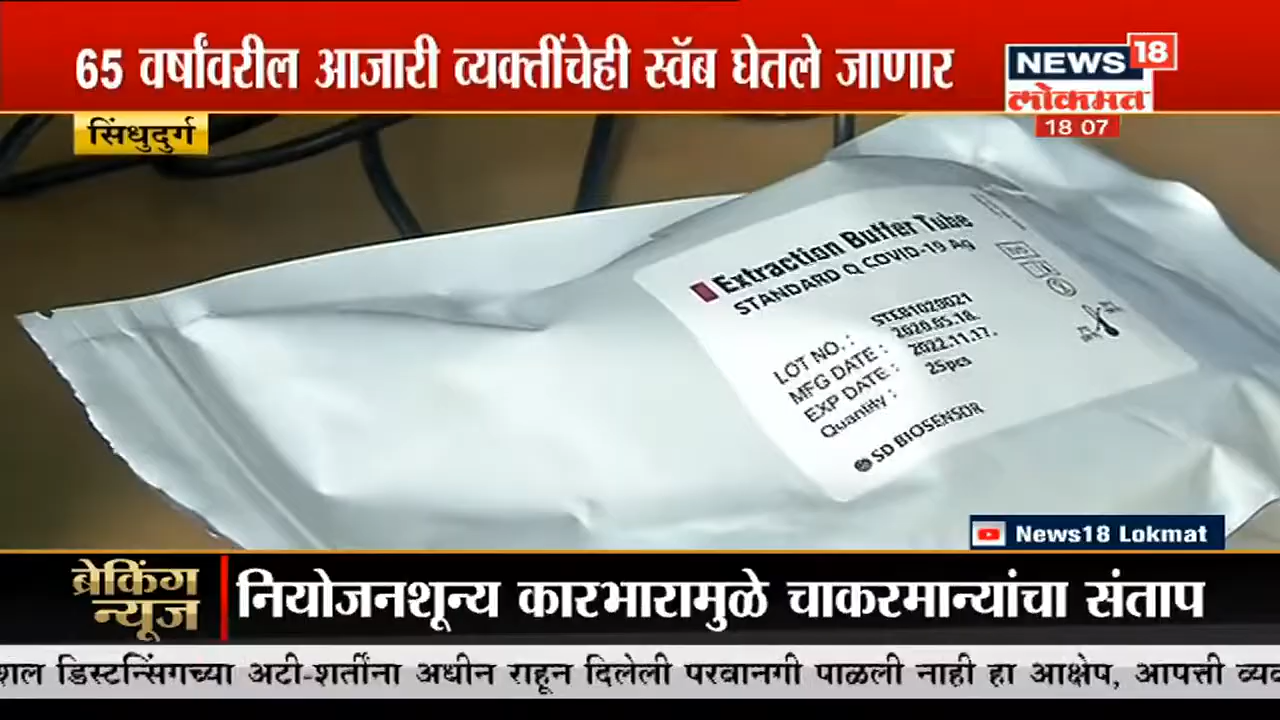 65 वर्षांवरील आजारी व्यक्तींचेही स्वॅब घेतले जाणार
NEWS 18
लोकमत
18 07
सिंधुदुर्ग
Extraction Buffer Tube
STANDARD Q COVID-19 Ag
LOT NO. :
MFG DATE : 2020.05.18.
EXP DATE : 2022.11.17.
Quantity : 25pcs
SD BIOSENSOR
News18 Lokmat
ब्रेकिंग न्यूज
नियोजनशून्य कारभारामुळे चाकरमान्यांचा संताप
शल डिस्टन्सिंगच्या अटी-शर्तींना अधीन राहून दिलेली परवानगी पाळली नाही हा आक्षेप, आपत्ती